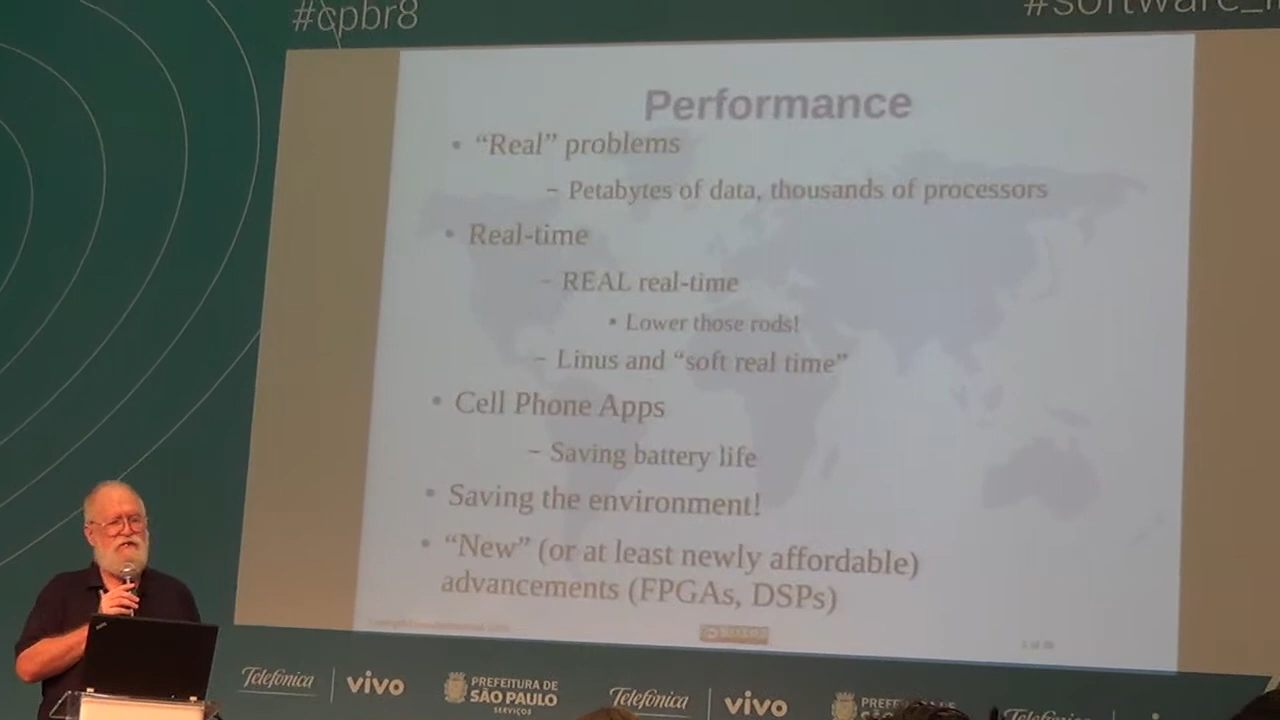 #cpbr8
Performance
• “Real” problems
– Petabytes of data, thousands of processors
• Real-time
– REAL real-time
• Lower those rods!
– Linus and “soft real time”
• Cell Phone Apps
– Saving battery life
• Saving the environment!
• “New” (or at least newly affordable)
advancements (FPGAs, DSPs)
Telefónica | vivo
PREFEITURA DE
SÃO PAULO
SERVIÇOS
Telefónica | vivo
Telefónica